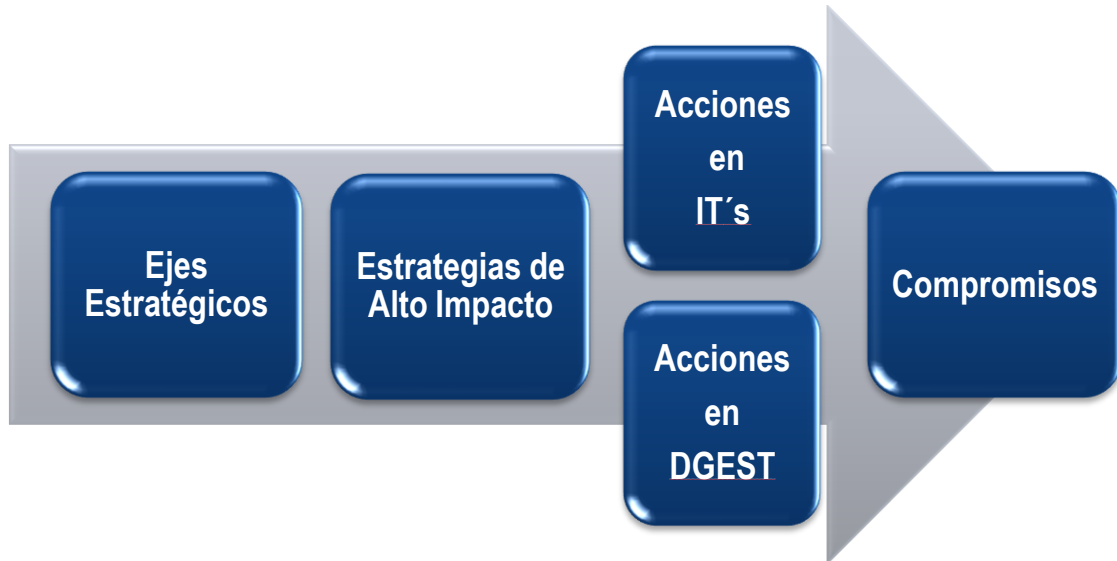 Ejes
Estratégicos
Estrategias de
Alto Impacto
Acciones
en
IT´s
Acciones
en
DGEST
Compromisos